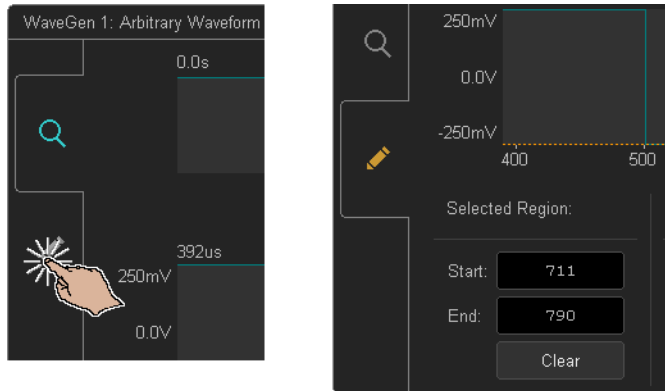 WaveGen 1: Arbitrary Waveform
0.0s
392us
250mV
0.0V
250mV
0.0V
-250mV
400 500
Selected Region:
Start: 711
End: 790
Clear